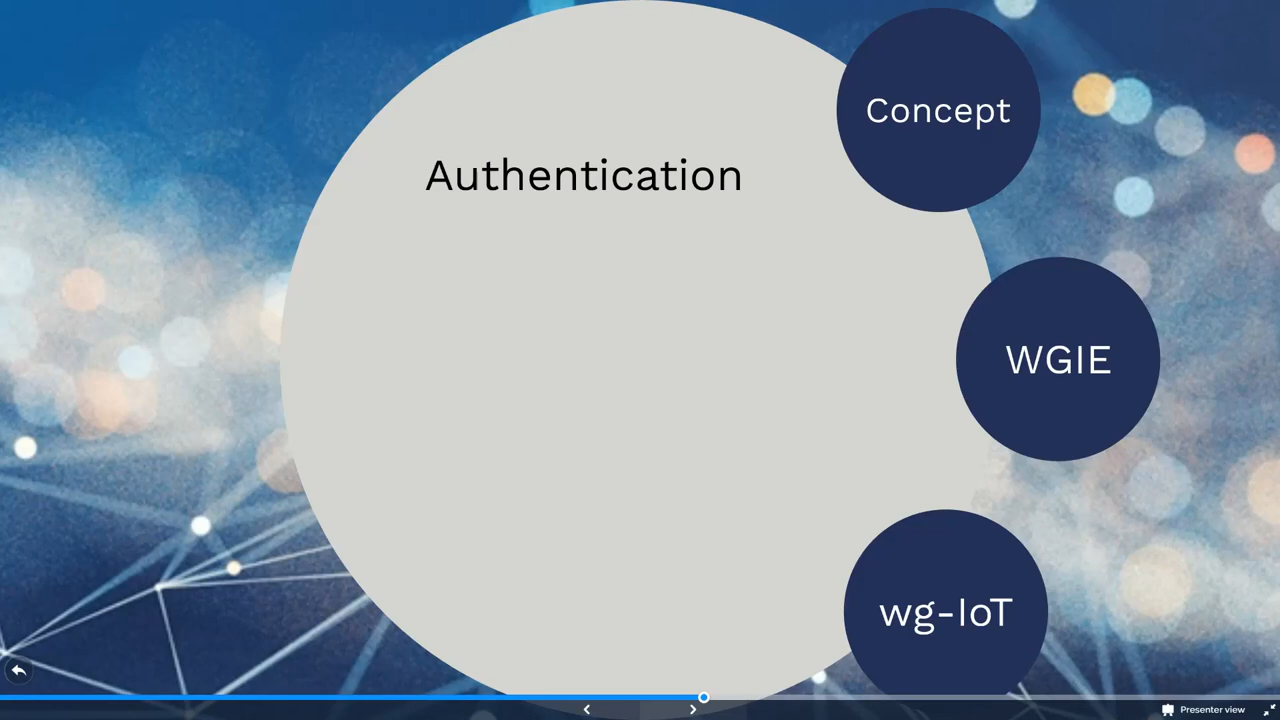 Concept
Authentication
WGIE
wg-IoT
Presenter view